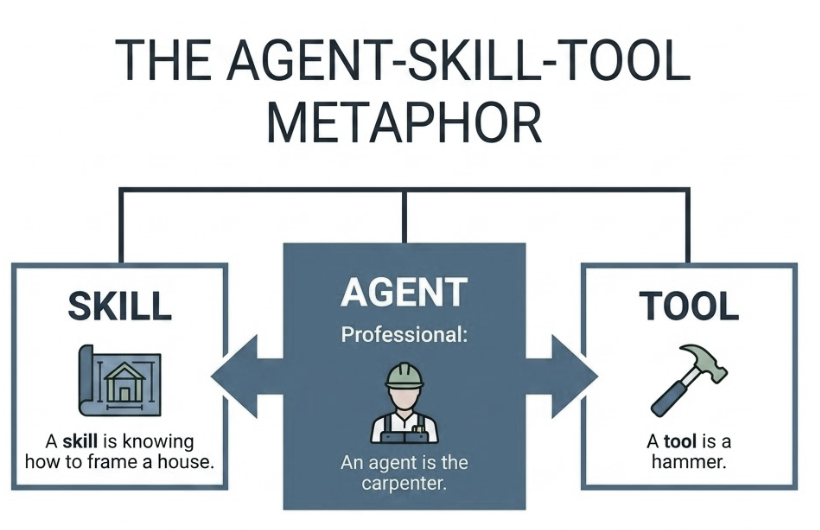 THE AGENT-SKILL-TOOL
METAPHOR
SKILL
A skill is knowing
how to frame a house.
AGENT
Professional:
An agent is the
carpenter.
TOOL
A tool is a
hammer.